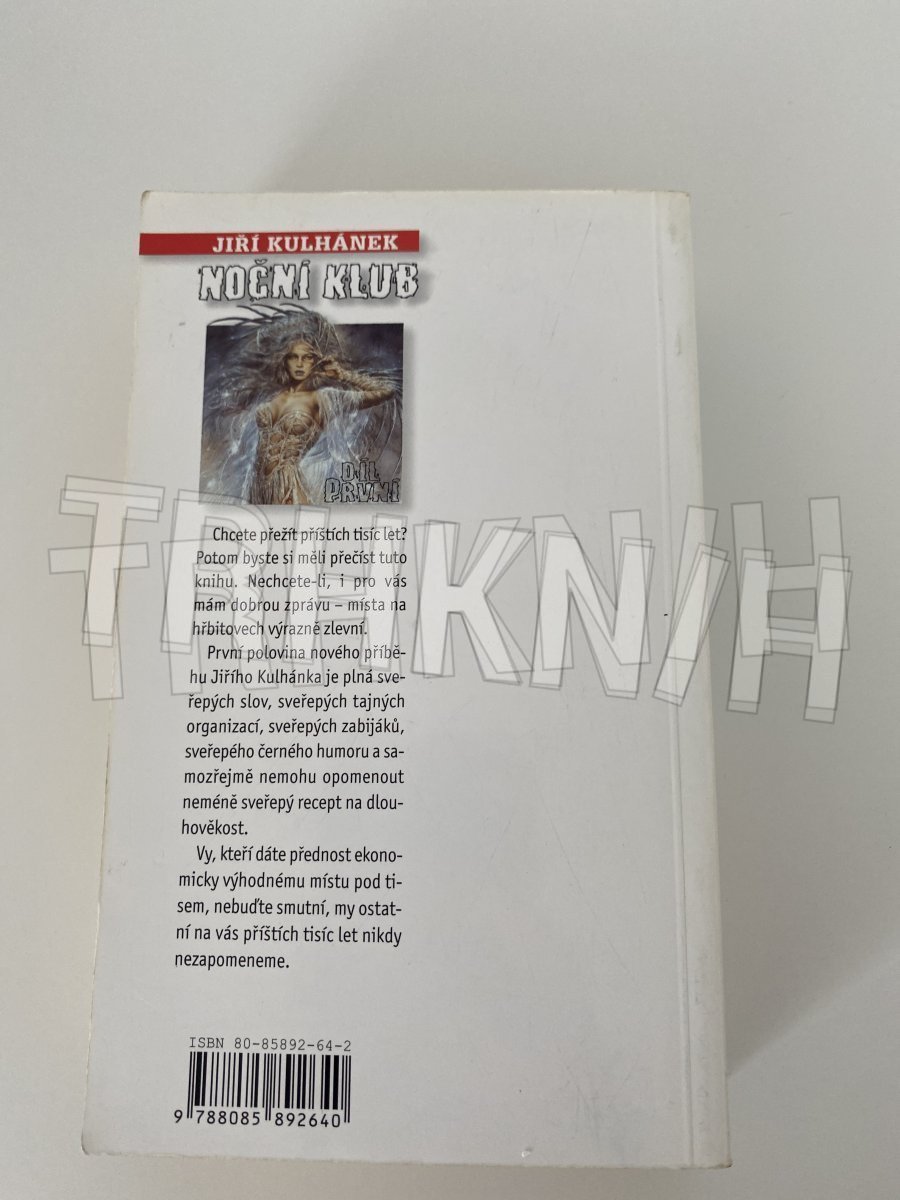 JIŘÍ KULHÁNEK
NOČNÍ KLUB
DÍL
PRVNÍ
Chcete přežít příštích tisíc let?
Potom byste si měli přečíst tuto
knihu. Nechcete-li, i pro vás
mám dobrou zprávu – místa na
hřbitovech výrazně zlevní.
První polovina nového příbě-
hu Jiřího Kulhánka je plná sve-
řepých slov, sveřepých tajných
organizací, sveřepých zabijáků,
sveřepého černého humoru a sa-
mozřejmě nemohu opomenout
neméně sveřepý recept na dlou-
hověkost.
Vy, kteří dáte přednost ekono-
micky výhodnému místu pod ti-
sem, nebuďte smutní, my ostat-
ní na vás příštích tisíc let nikdy
nezapomeneme.
TRHKNIH
ISBN 80-85892-64-2
9 788085 892640